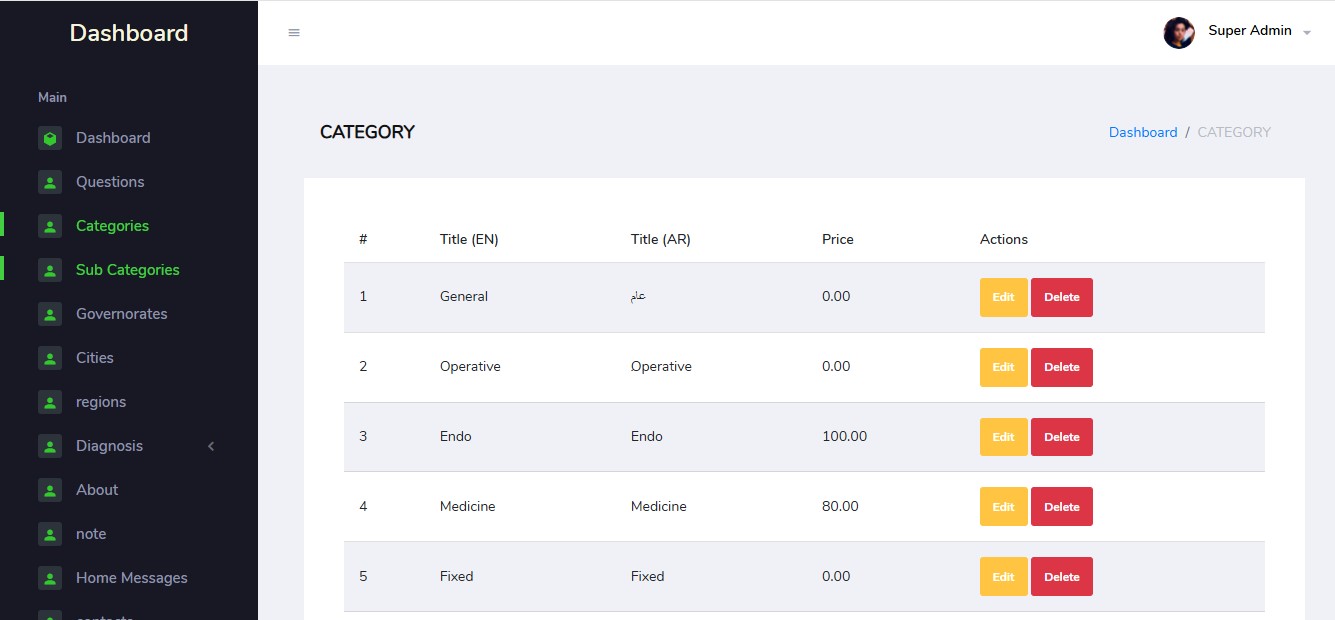 Dashboard
Super Admin
Main
Dashboard
Questions
Categories
Sub Categories
Governorates
Cities
regions
Diagnosis
About
note
Home Messages
contacts
CATEGORY
Dashboard / CATEGORY
# Title (EN) Title (AR) Price Actions
1 General عام 0.00 Edit Delete
2 Operative Operative 0.00 Edit Delete
3 Endo Endo 100.00 Edit Delete
4 Medicine Medicine 80.00 Edit Delete
5 Fixed Fixed 0.00 Edit Delete